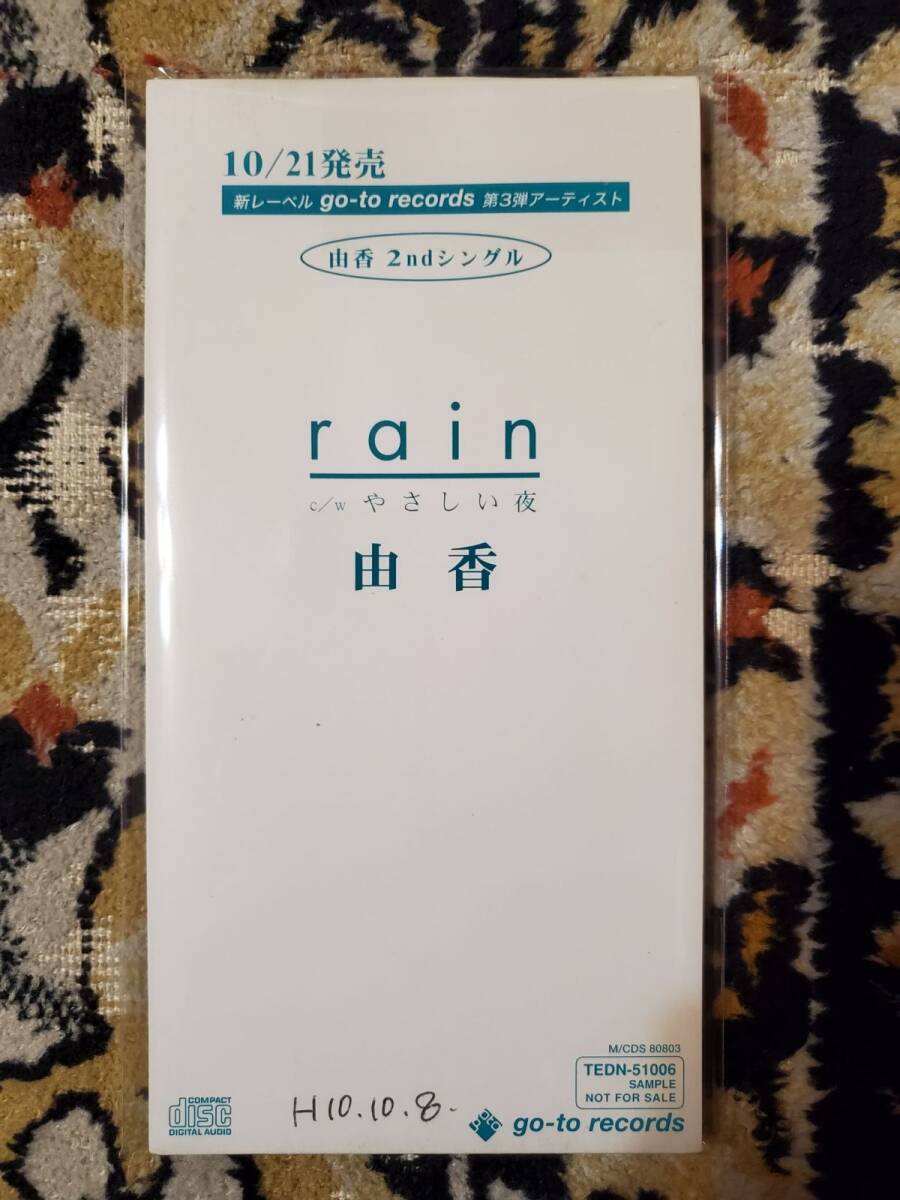 10/21発売
新レーベル go-to records 第3弾アーティスト
由香 2ndシングル
rain
c/w やさしい夜
由香
M/CDS 80803
TEDN-51006
SAMPLE
NOT FOR SALE
COMPACT
disc
DIGITAL AUDIO
H10.10.8.
go-to records